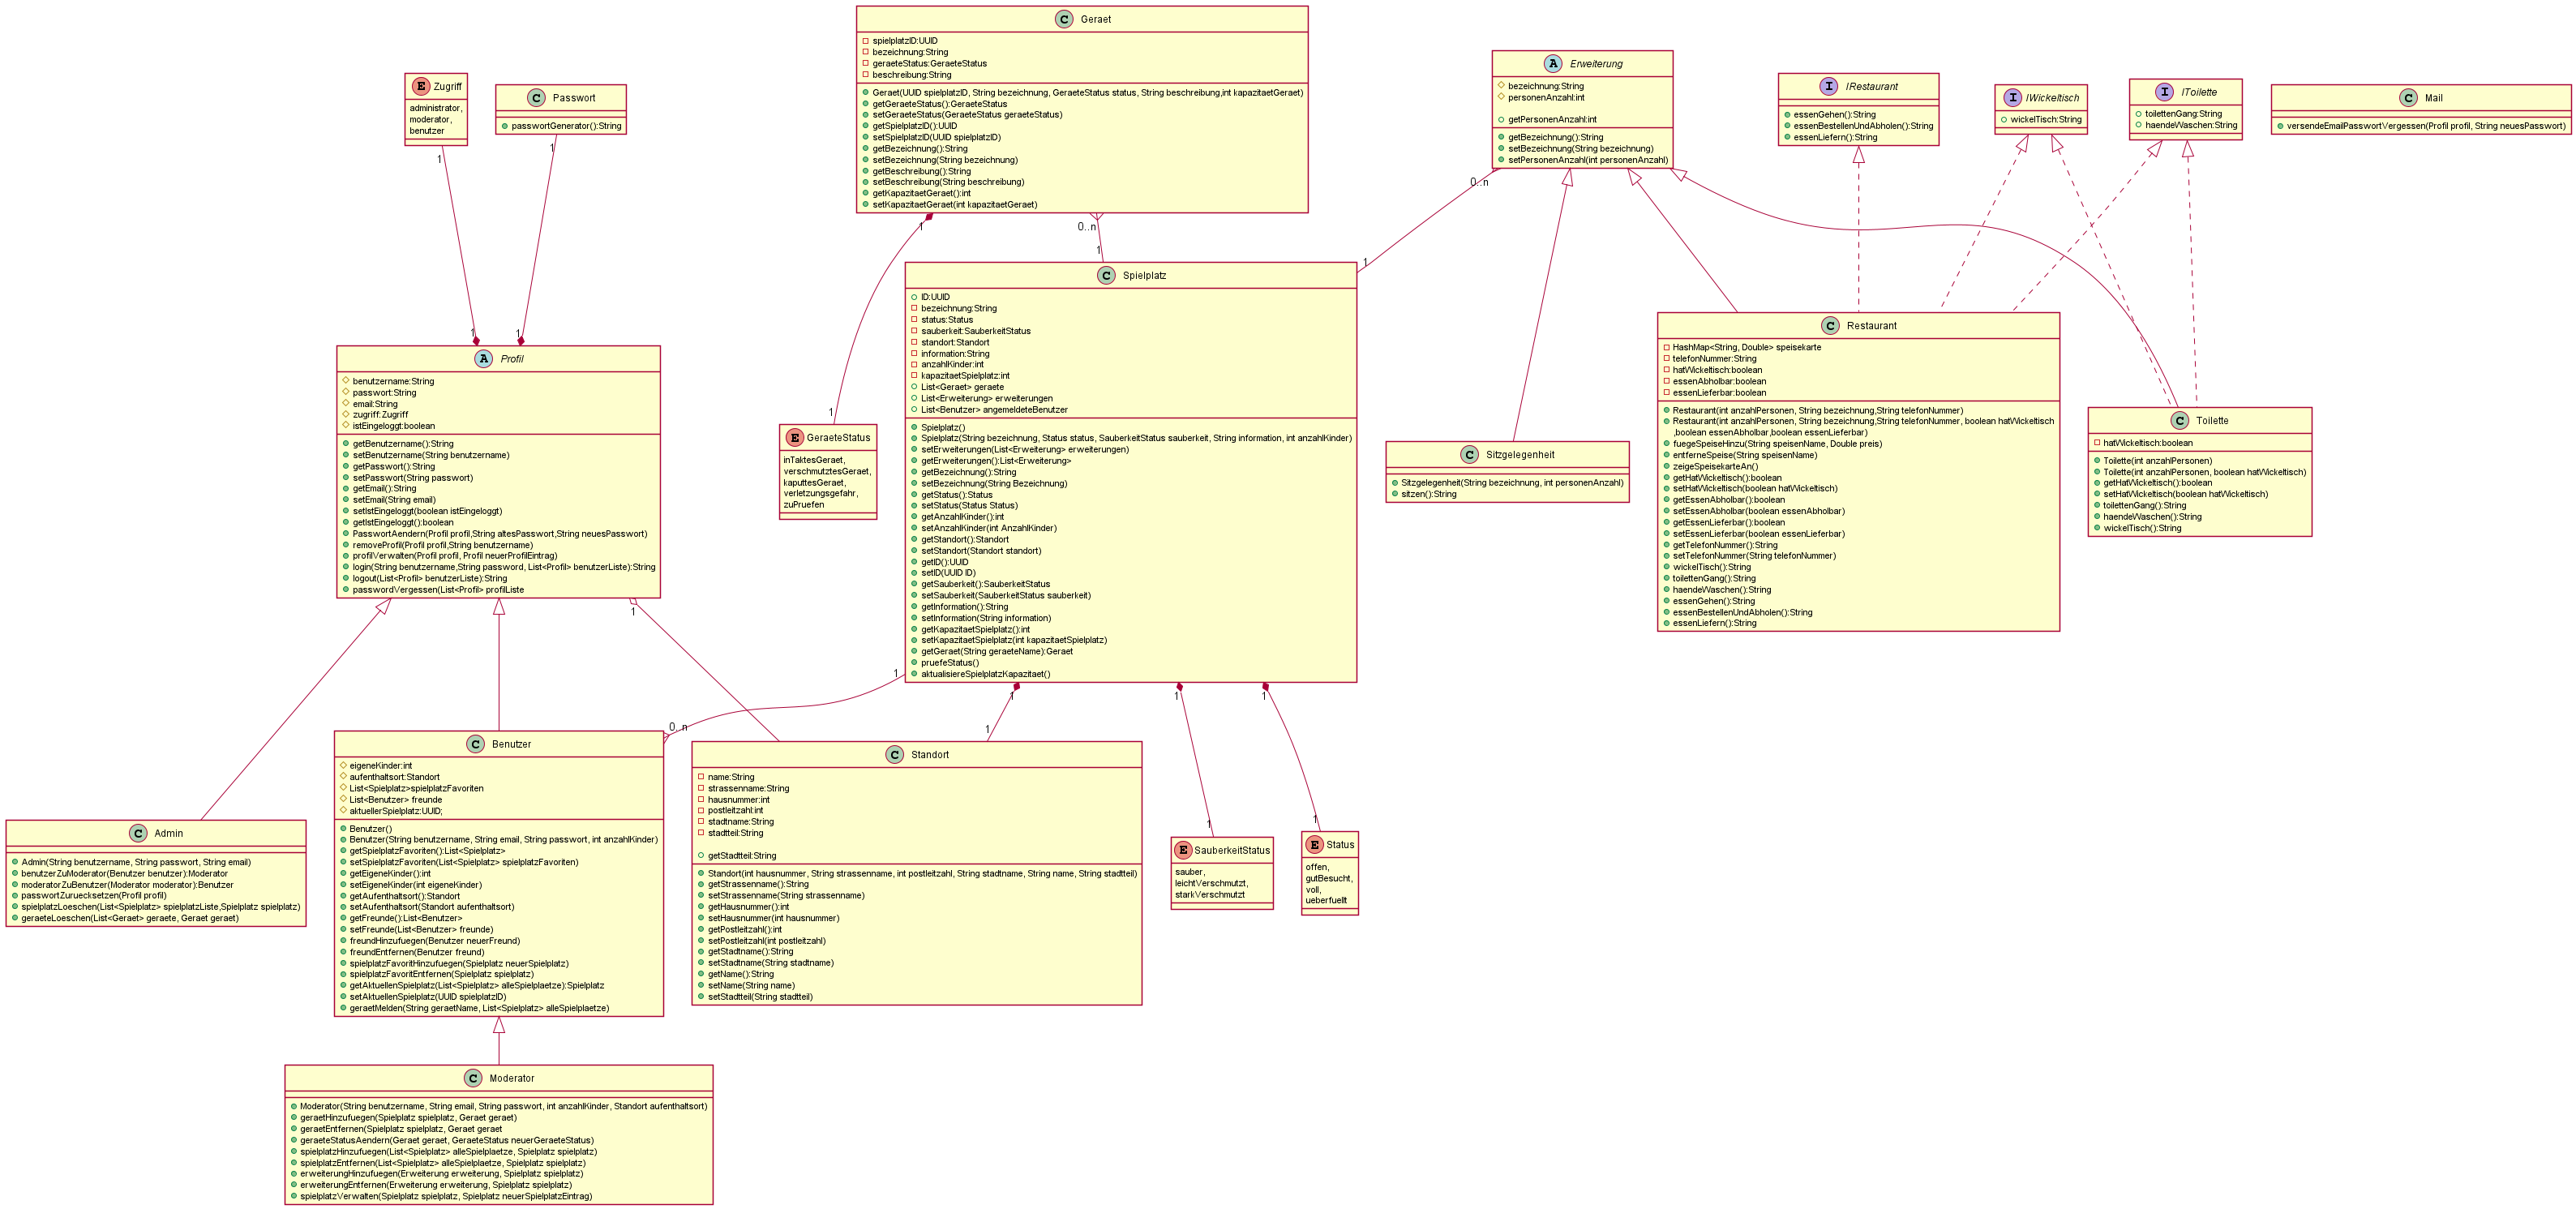 Geraet
spielplatzID:UUID
bezeichnung:String
geraeteStatus:GeraeteStatus
beschreibung:String
Geraet(UUID spielplatzID, String bezeichnung, GeraeteStatus status, String beschreibung,int kapazitaetGeraet)
getGeraeteStatus():GeraeteStatus
setGeraeteStatus(GeraeteStatus geraeteStatus)
getSpielplatzID():UUID
setSpielplatzID(UUID spielplatzID)
getBezeichnung():String
setBezeichnung(String bezeichnung)
getBeschreibung():String
setBeschreibung(String beschreibung)
getKapazitaetGeraet():int
setKapazitaetGeraet(int kapazitaetGeraet)
Erweiterung
bezeichnung:String
personenAnzahl:int
getPersonenAnzahl:int
getBezeichnung():String
setBezeichnung(String bezeichnung)
setPersonenAnzahl(int personenAnzahl)
Zugriff
administrator,
moderator,
benutzer
Passwort
passwortGenerator():String
IRestaurant
essenGehen():String
essenBestellenUndAbholen():String
essenLiefern():String
IWickeltisch
wickelTisch:String
IToilette
toilettenGang:String
haendeWaschen:String
Mail
versendeEmailPasswortVergessen(Profil profil, String neuesPasswort)
1
1
1
0..n
0..n
1
1
1
1
1
Spielplatz
ID:UUID
bezeichnung:String
status:Status
sauberkeit:SauberkeitStatus
standort:Standort
information:String
anzahlKinder:int
kapazitaetSpielplatz:int
List<Geraet> geraete
List<Erweiterung> erweiterungen
List<Benutzer> angemeldeteBenutzer
Spielplatz()
Spielplatz(String bezeichnung, Status status, SauberkeitStatus sauberkeit, String information, int anzahlKinder)
setErweiterungen(List<Erweiterung> erweiterungen)
getErweiterungen():List<Erweiterung>
getBezeichnung():String
setBezeichnung(String Bezeichnung)
getStatus():Status
setStatus(Status Status)
getAnzahlKinder():int
setAnzahlKinder(int AnzahlKinder)
getStandort():Standort
setStandort(Standort standort)
getID():UUID
setID(UUID ID)
getSauberkeit():SauberkeitStatus
setSauberkeit(SauberkeitStatus sauberkeit)
getInformation():String
setInformation(String information)
getKapazitaetSpielplatz():int
setKapazitaetSpielplatz(int kapazitaetSpielplatz)
getGeraet(String geraeteName):Geraet
pruefeStatus()
aktualisiereSpielplatzKapazitaet()
Profil
benutzername:String
passwort:String
email:String
zugriff:Zugriff
istEingeloggt:boolean
getBenutzername():String
setBenutzername(String benutzername)
getPasswort():String
setPasswort(String passwort)
getEmail():String
setEmail(String email)
setIstEingeloggt(boolean istEingeloggt)
getIstEingeloggt():boolean
PasswortAendern(Profil profil,String altesPasswort,String neuesPasswort)
removeProfil(Profil profil,String benutzername)
profilVerwalten(Profil profil, Profil neuerProfilEintrag)
login(String benutzername,String password, List<Profil> benutzerListe):String
logout(List<Profil> benutzerListe):String
passwordVergessen(List<Profil> profilListe
GeraeteStatus
inTaktesGeraet,
verschmutztesGeraet,
kaputtesGeraet,
verletzungsgefahr,
zuPruefen
Sitzgelegenheit
Sitzgelegenheit(String bezeichnung, int personenAnzahl)
sitzen():String
Restaurant
HashMap<String, Double> speisekarte
telefonNummer:String
hatWickeltisch:boolean
essenAbholbar:boolean
essenLieferbar:boolean
Restaurant(int anzahlPersonen, String bezeichnung,String telefonNummer)
Restaurant(int anzahlPersonen, String bezeichnung,String telefonNummer, boolean hatWickeltisch
,boolean essenAbholbar,boolean essenLieferbar)
fuegeSpeiseHinzu(String speisenName, Double preis)
entferneSpeise(String speisenName)
zeigeSpeisekarteAn()
getHatWickeltisch():boolean
setHatWickeltisch(boolean hatWickeltisch)
getEssenAbholbar():boolean
setEssenAbholbar(boolean essenAbholbar)
getEssenLieferbar():boolean
setEssenLieferbar(boolean essenLieferbar)
getTelefonNummer():String
setTelefonNummer(String telefonNummer)
wickelTisch():String
toilettenGang():String
haendeWaschen():String
essenGehen():String
essenBestellenUndAbholen():String
essenLiefern():String
Toilette
hatWickeltisch:boolean
Toilette(int anzahlPersonen)
Toilette(int anzahlPersonen, boolean hatWickeltisch)
getHatWickeltisch():boolean
setHatWickeltisch(boolean hatWickeltisch)
toilettenGang():String
haendeWaschen():String
wickelTisch():String
1
1
0..n
1
1
1
1
1
1
Admin
Admin(String benutzername, String passwort, String email)
benutzerZuModerator(Benutzer benutzer):Moderator
moderatorZuBenutzer(Moderator moderator):Benutzer
passwortZuruecksetzen(Profil profil)
spielplatzLoeschen(List<Spielplatz> spielplatzListe,Spielplatz spielplatz)
geraeteLoeschen(List<Geraet> geraete, Geraet geraet)
Benutzer
eigeneKinder:int
aufenthaltsort:Standort
List<Spielplatz>spielplatzFavoriten
List<Benutzer> freunde
aktuellerSpielplatz:UUID;
Benutzer()
Benutzer(String benutzername, String email, String passwort, int anzahlKinder)
getSpielplatzFavoriten():List<Spielplatz>
setSpielplatzFavoriten(List<Spielplatz> spielplatzFavoriten)
getEigeneKinder():int
setEigeneKinder(int eigeneKinder)
getAufenthaltsort():Standort
setAufenthaltsort(Standort aufenthaltsort)
getFreunde():List<Benutzer>
setFreunde(List<Benutzer> freunde)
freundHinzufuegen(Benutzer neuerFreund)
freundEntfernen(Benutzer freund)
spielplatzFavoritHinzufuegen(Spielplatz neuerSpielplatz)
spielplatzFavoritEntfernen(Spielplatz spielplatz)
getAktuellenSpielplatz(List<Spielplatz> alleSpielplaetze):Spielplatz
setAktuellenSpielplatz(UUID spielplatzID)
geraetMelden(String geraetName, List<Spielplatz> alleSpielplaetze)
Standort
name:String
strassenname:String
hausnummer:int
postleitzahl:int
stadtname:String
stadtteil:String
getStadtteil:String
Standort(int hausnummer, String strassenname, int postleitzahl, String stadtname, String name, String stadtteil)
getStrassenname():String
setStrassenname(String strassenname)
getHausnummer():int
setHausnummer(int hausnummer)
getPostleitzahl():int
setPostleitzahl(int postleitzahl)
getStadtname():String
setStadtname(String stadtname)
getName():String
setName(String name)
setStadtteil(String stadtteil)
SauberkeitStatus
sauber,
leichtVerschmutzt,
starkVerschmutzt
Status
offen,
gutBesucht,
voll,
ueberfuellt
Moderator
Moderator(String benutzername, String email, String passwort, int anzahlKinder, Standort aufenthaltsort)
geraetHinzufuegen(Spielplatz spielplatz, Geraet geraet)
geraetEntfernen(Spielplatz spielplatz, Geraet geraet
geraeteStatusAendern(Geraet geraet, GeraeteStatus neuerGeraeteStatus)
spielplatzHinzufuegen(List<Spielplatz> alleSpielplaetze, Spielplatz spielplatz)
spielplatzEntfernen(List<Spielplatz> alleSpielplaetze, Spielplatz spielplatz)
erweiterungHinzufuegen(Erweiterung erweiterung, Spielplatz spielplatz)
erweiterungEntfernen(Erweiterung erweiterung, Spielplatz spielplatz)
spielplatzVerwalten(Spielplatz spielplatz, Spielplatz neuerSpielplatzEintrag)